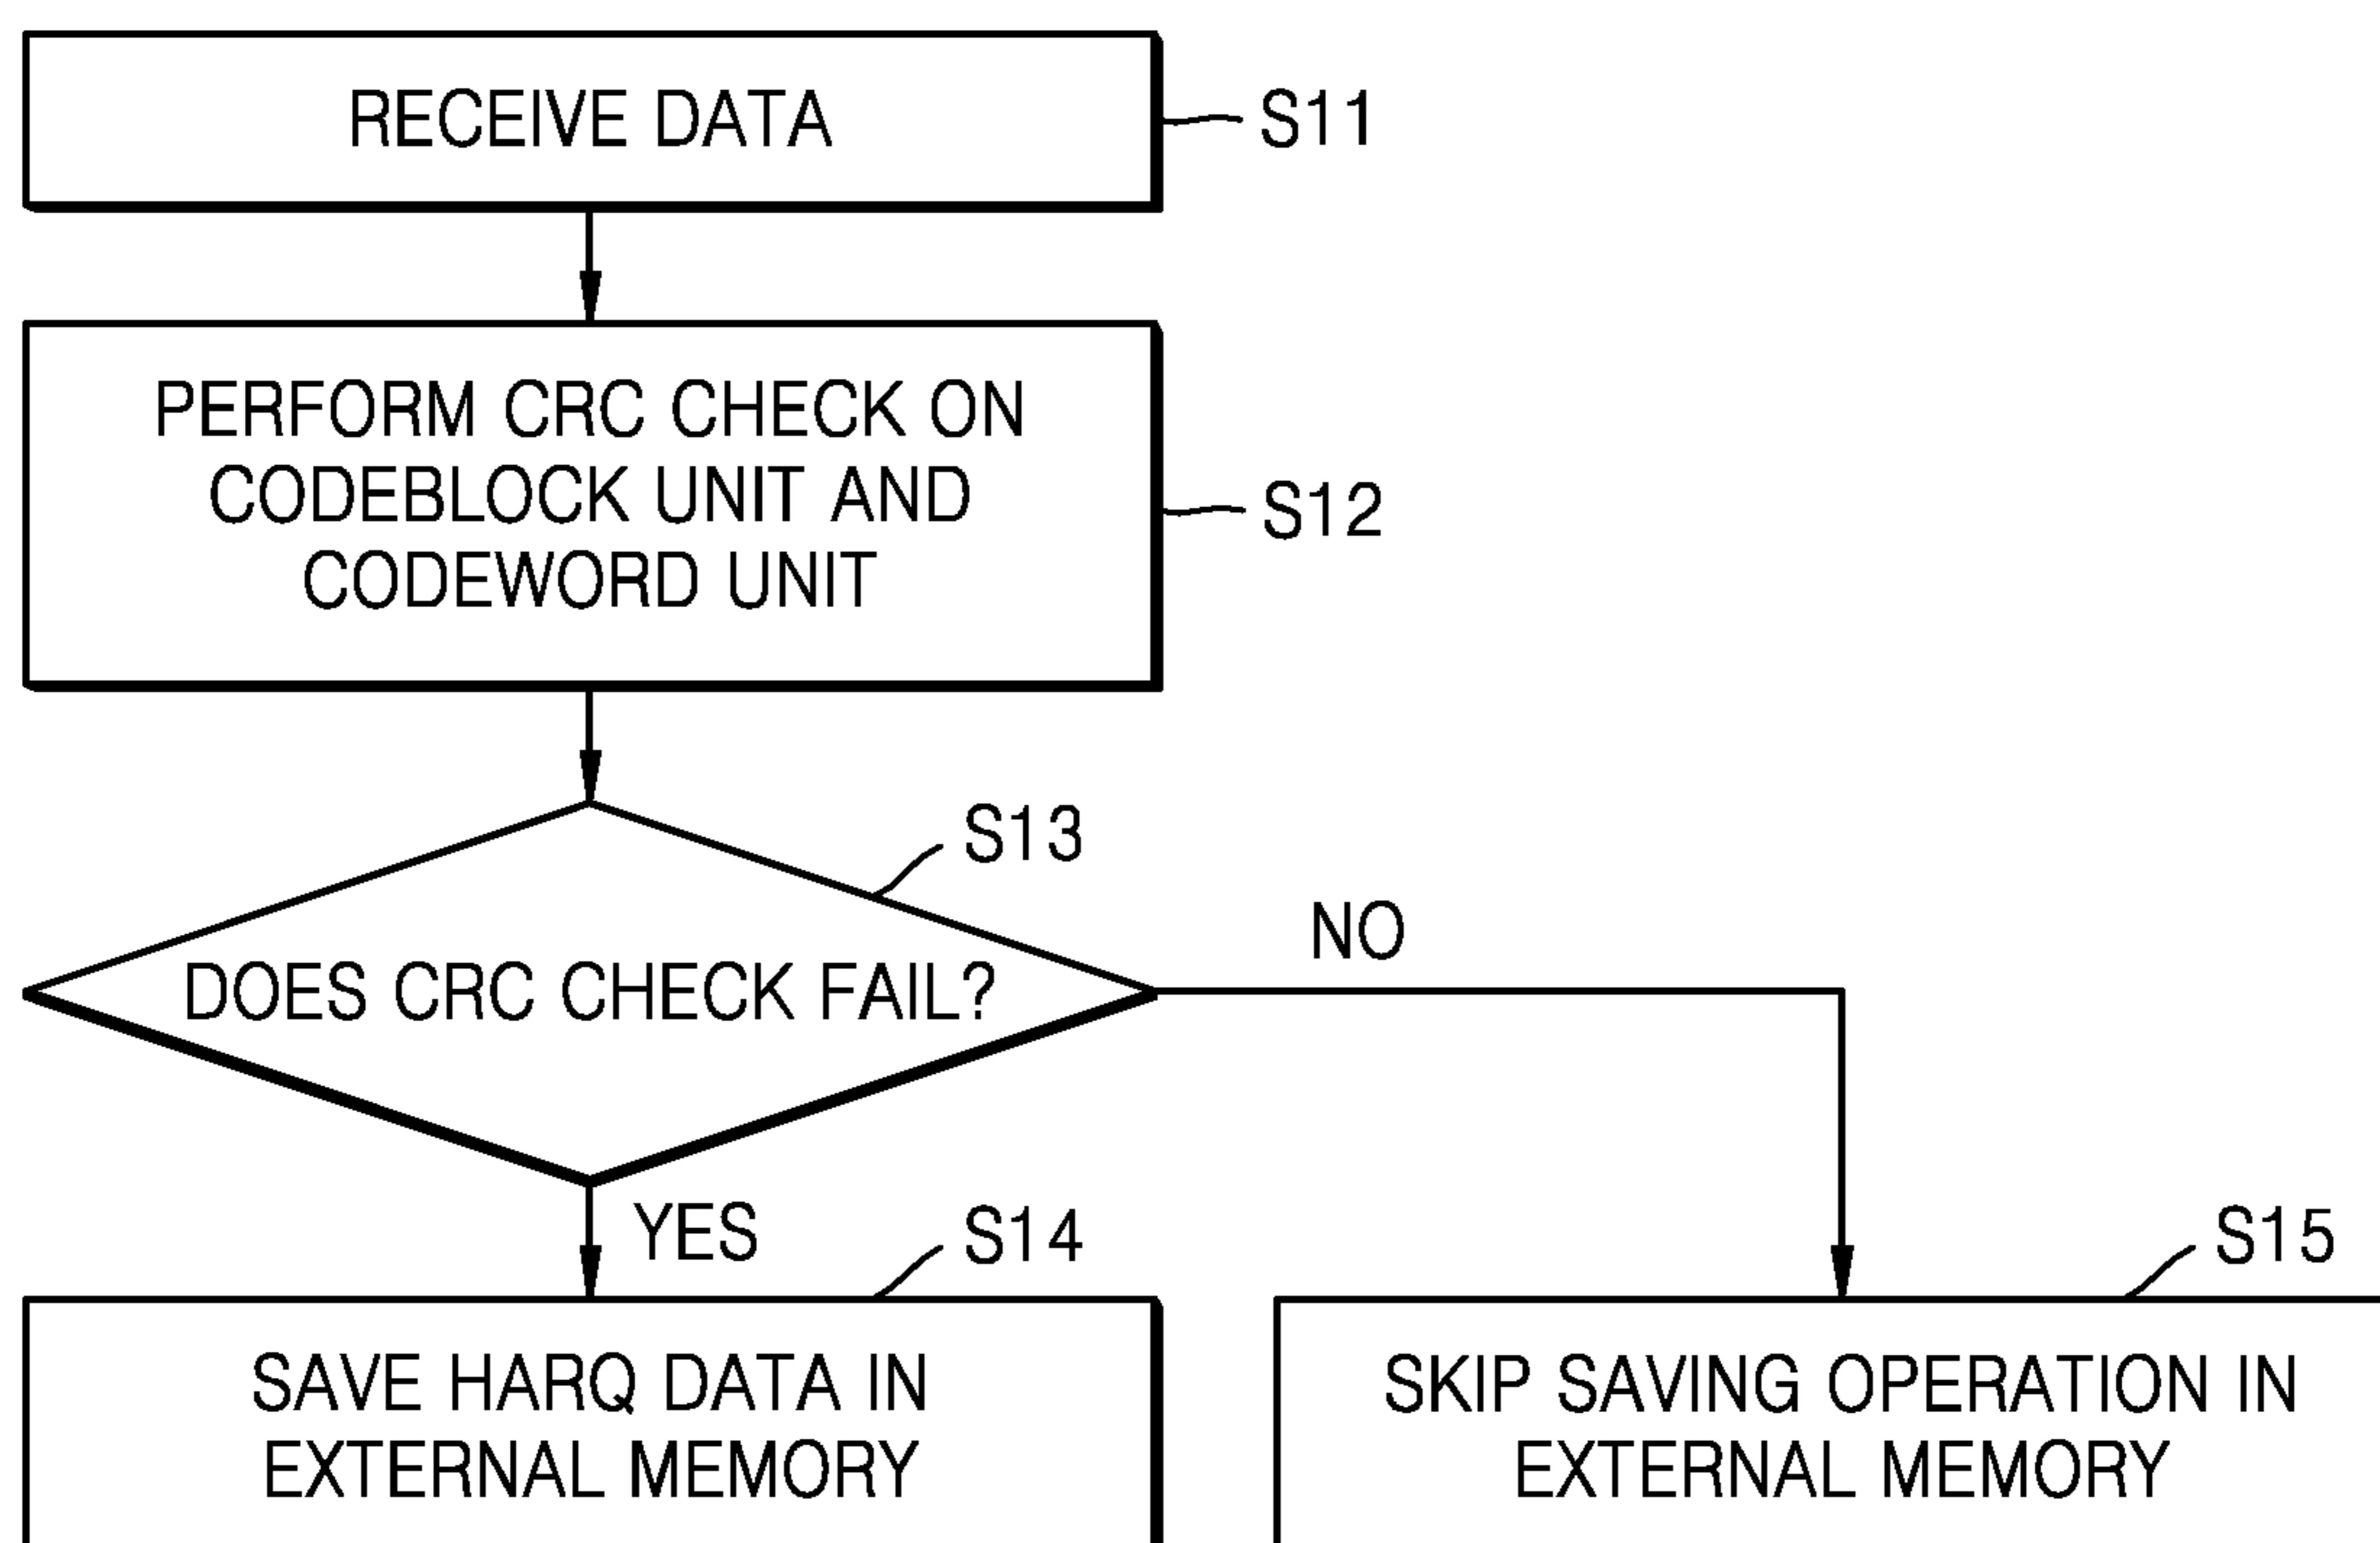 RECEIVE DATA
S11
PERFORM CRC CHECK ON
CODEBLOCK UNIT AND
CODEWORD UNIT
S12
S13
DOES CRC CHECK FAIL?
NO
YES
S14
SAVE HARQ DATA IN
EXTERNAL MEMORY
S15
SKIP SAVING OPERATION IN
EXTERNAL MEMORY